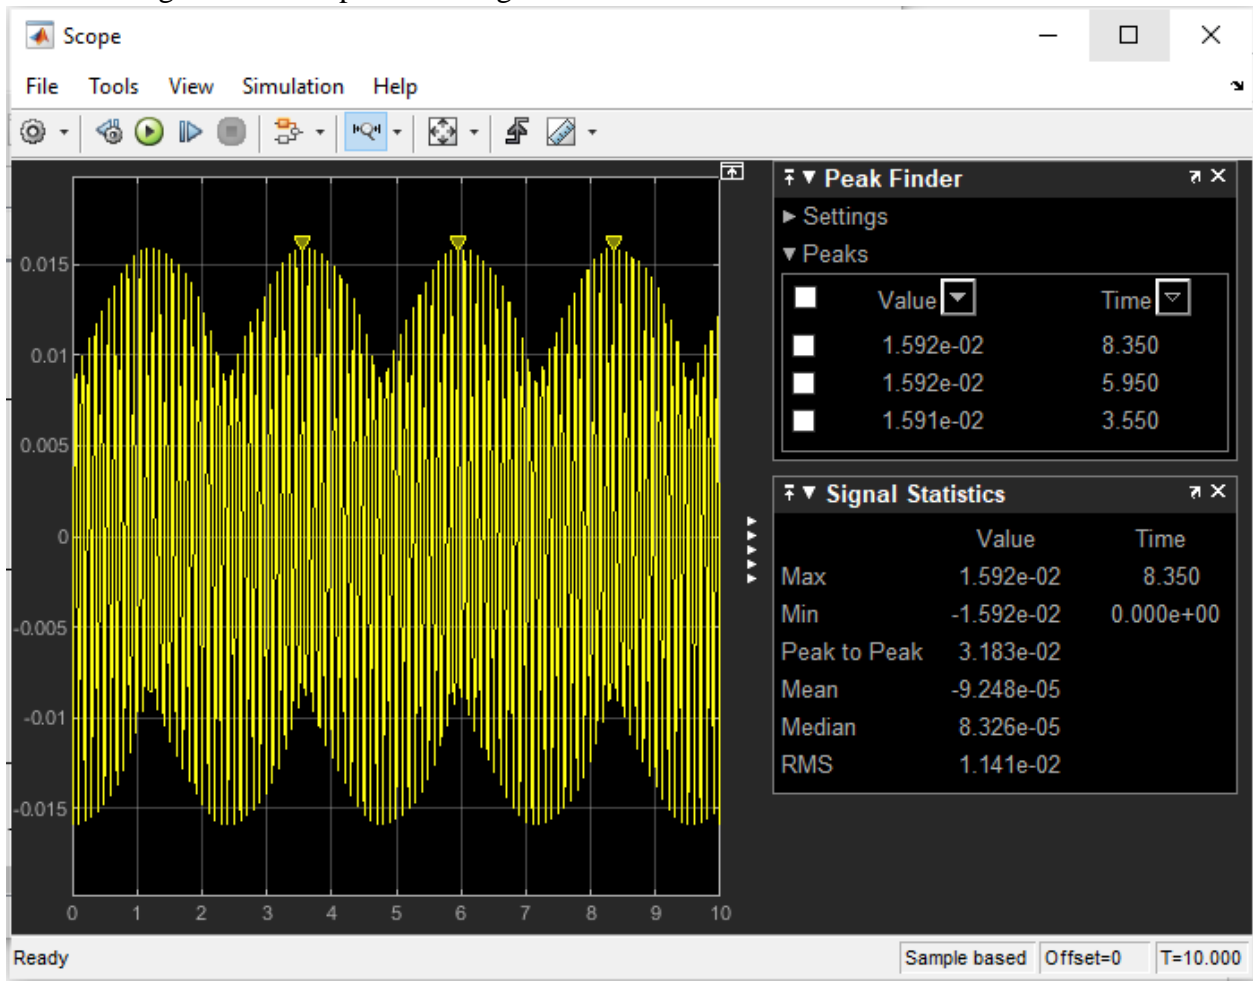 Scope
File Tools View Simulation Help
0.015
0.01
0.005
0
-0.005
-0.01
-0.015
0 1 2 3 4 5 6 7 8 9 10
Peak Finder
Settings
Peaks
Value Time
1.592e-02 8.350
1.592e-02 5.950
1.591e-02 3.550
Signal Statistics
Value Time
Max 1.592e-02 8.350
Min -1.592e-02 0.000e+00
Peak to Peak 3.183e-02
Mean -9.248e-05
Median 8.326e-05
RMS 1.141e-02
Ready Sample based Offset=0 T=10.000